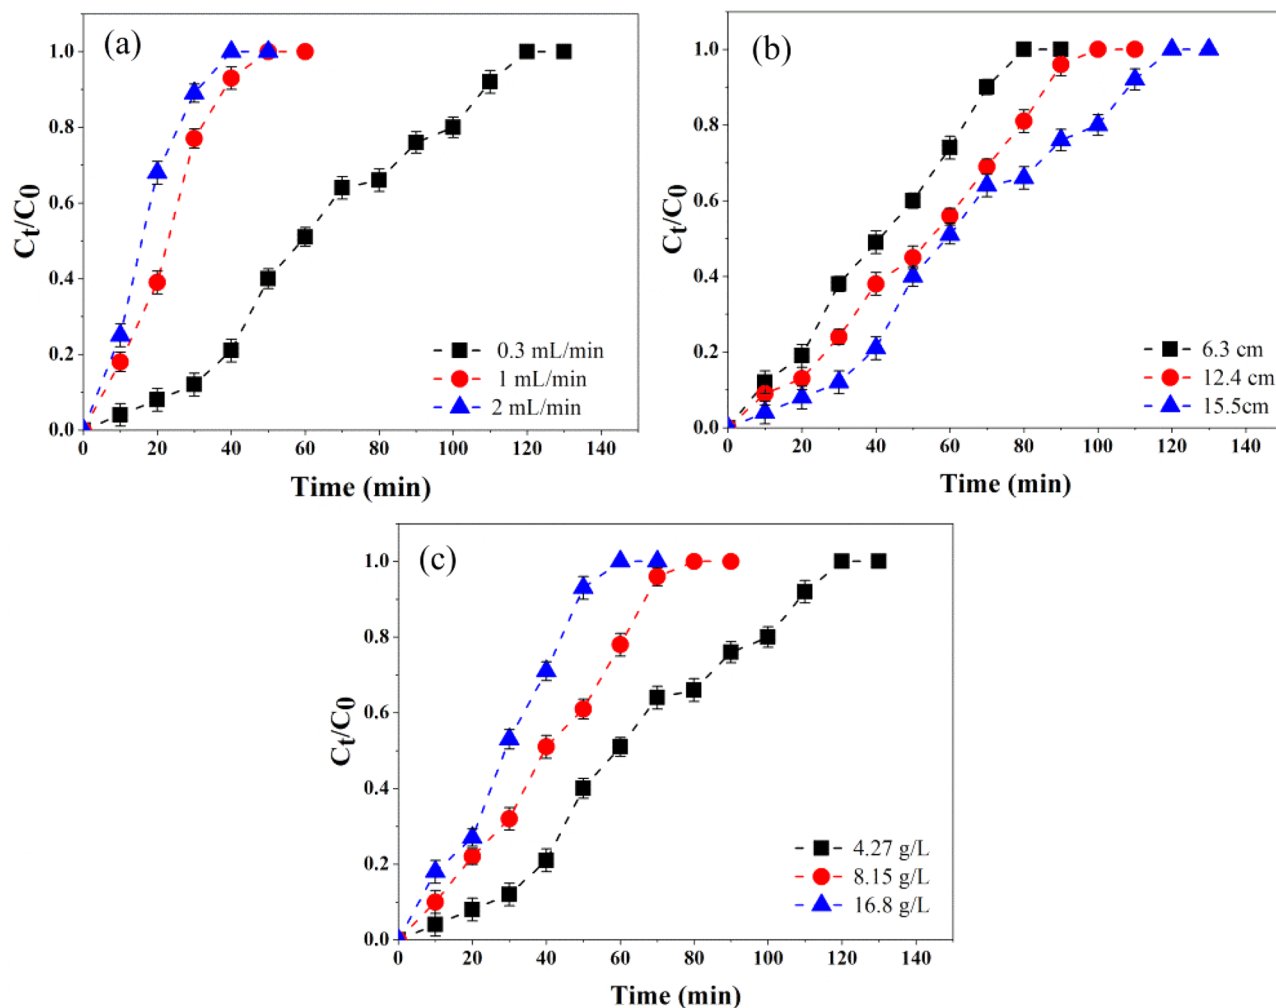 (a)
Ct/C0
1.0
0.8
0.6
0.4
0.2
0.0
0 20 40 60 80 100 120 140
Time (min)
0.3 mL/min
1 mL/min
2 mL/min
(b)
Ct/C0
1.0
0.8
0.6
0.4
0.2
0.0
0 20 40 60 80 100 120 140
Time (min)
6.3 cm
12.4 cm
15.5cm
(c)
Ct/C0
1.0
0.8
0.6
0.4
0.2
0.0
0 20 40 60 80 100 120 140
Time (min)
4.27 g/L
8.15 g/L
16.8 g/L